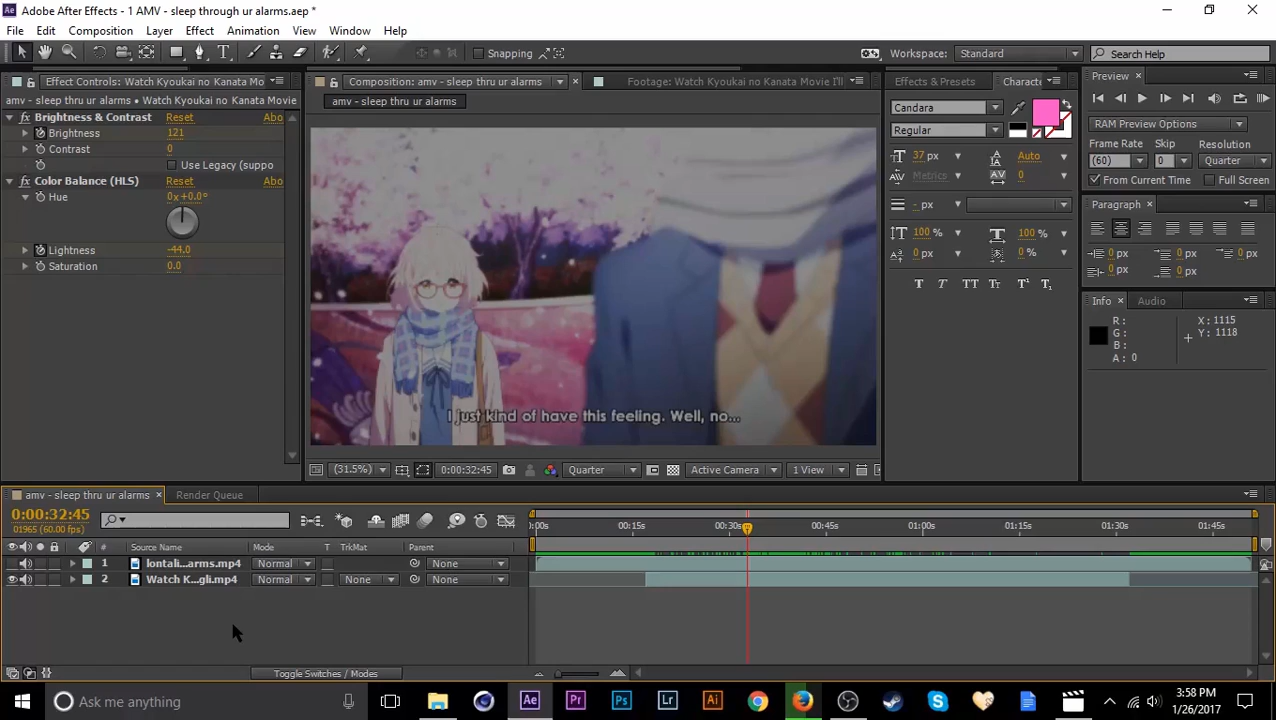 Adobe After Effects - 1 AMV - sleep through ur alarms.aep *
File Edit Composition Layer Effect Animation View Window Help
Snapping
Workspace: Standard
Search Help
Effect Controls: Watch Kyoukai no Kanata Mo
amv - sleep thru ur alarms • Watch Kyoukai no Kanata Movie
Brightness & Contrast Reset Abo
Brightness 121
Contrast 0
Use Legacy (suppo
Color Balance (HLS) Reset Abo
Hue 0x+0.0°
Lightness -44.0
Saturation 0.0
Composition: amv - sleep thru ur alarms
Footage: Watch Kyoukai no Kanata Movie I'll
amv - sleep thru ur alarms
I just kind of have this feeling. Well, no...
(31.5%) 0:00:32:45 Quarter Active Camera 1 View
Effects & Presets Characte
Candara
Regular
37 px Auto
Metrics 0
- px
100 % 100 %
0 px 0 %
T T TT Tт T¹ T₁
Preview
RAM Preview Options
Frame Rate Skip Resolution
(60) 0 Quarter
From Current Time Full Screen
Paragraph
0 px 0 px 0 px
0 px 0 px
Info Audio
R: X: 1115
G: Y: 1118
B:
A: 0
amv - sleep thru ur alarms Render Queue
0:00:32:45
01965 (60.00 fps)
:00s 00:15s 00:30s 00:45s 01:00s 01:15s 01:30s 01:45s
# Source Name Mode T TrkMat Parent
1 lontali...arms.mp4 Normal None
2 Watch K...gli.mp4 Normal None None
Toggle Switches / Modes
Ask me anything
3:58 PM
1/26/2017